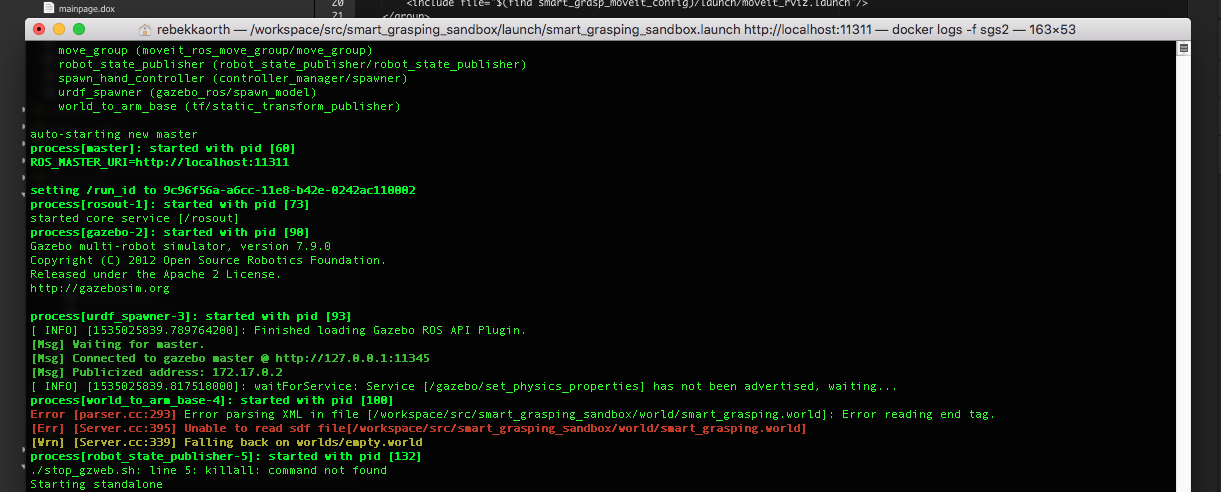 mainpage.dox
20 <include file="$(find smart_grasp_moveit_config)/launch/moveit_rviz.launch"/>
21 </group>
rebekkaorth — /workspace/src/smart_grasping_sandbox/launch/smart_grasping_sandbox.launch http://localhost:11311 — docker logs -f sgs2 — 163×53
move_group (moveit_ros_move_group/move_group)
robot_state_publisher (robot_state_publisher/robot_state_publisher)
spawn_hand_controller (controller_manager/spawner)
urdf_spawner (gazebo_ros/spawn_model)
world_to_arm_base (tf/static_transform_publisher)
auto-starting new master
process[master]: started with pid [60]
ROS_MASTER_URI=http://localhost:11311
setting /run_id to 9c96f56a-a6cc-11e8-b42e-0242ac110002
process[rosout-1]: started with pid [73]
started core service [/rosout]
process[gazebo-2]: started with pid [90]
Gazebo multi-robot simulator, version 7.9.0
Copyright (C) 2012 Open Source Robotics Foundation.
Released under the Apache 2 License.
http://gazebosim.org
process[urdf_spawner-3]: started with pid [93]
[ INFO] [1535025839.789764200]: Finished loading Gazebo ROS API Plugin.
[Msg] Waiting for master.
[Msg] Connected to gazebo master @ http://127.0.0.1:11345
[Msg] Publicized address: 172.17.0.2
[ INFO] [1535025839.817518000]: waitForService: Service [/gazebo/set_physics_properties] has not been advertised, waiting...
process[world_to_arm_base-4]: started with pid [100]
Error [parser.cc:293] Error parsing XML in file [/workspace/src/smart_grasping_sandbox/world/smart_grasping.world]: Error reading end tag.
[Err] [Server.cc:395] Unable to read sdf file[/workspace/src/smart_grasping_sandbox/world/smart_grasping.world]
[Wrn] [Server.cc:339] Falling back on worlds/empty.world
process[robot_state_publisher-5]: started with pid [132]
./stop_gzweb.sh: line 5: killall: command not found
Starting standalone